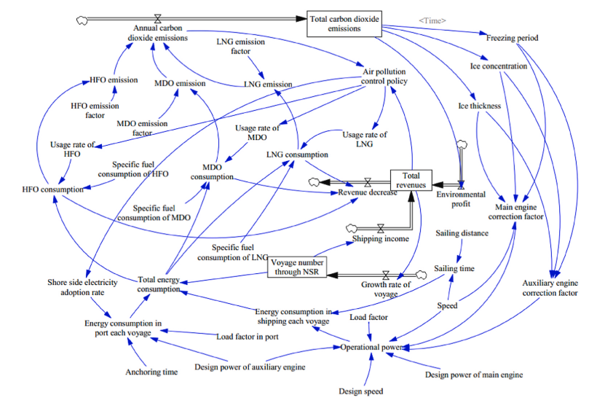 Total carbon dioxide
emissions
<Time>
Annual carbon
dioxide emissions
Freezing period
LNG emission
factor
Ice concentration
Air pollution
control policy
HFO emission
MDO emission
LNG emission
Ice thickness
HFO emission
factor
MDO emission
factor
Usage rate of
MDO
Usage rate of
LNG
Usage rate of
HFO
LNG consumption
Specific fuel
consumption of HFO
MDO
consumption
Total
revenues
HFO consumption
Revenue decrease
Environmental
profit
Main engine
correction factor
Specific fuel
consumption of MDO
Sailing distance
Shipping income
Specific fuel
consumption of LNG
Voyage number
through NSR
Sailing time
Shore side electricity
adoption rate
Total energy
consumption
Growth rate of
voyage
Auxiliary engine
correction factor
Speed
Energy consumption in
shipping each voyage
Load factor
Energy consumption in
port each voyage
Load factor in port
Operational power
Anchoring time
Design power of auxiliary engine
Design power of main engine
Design speed